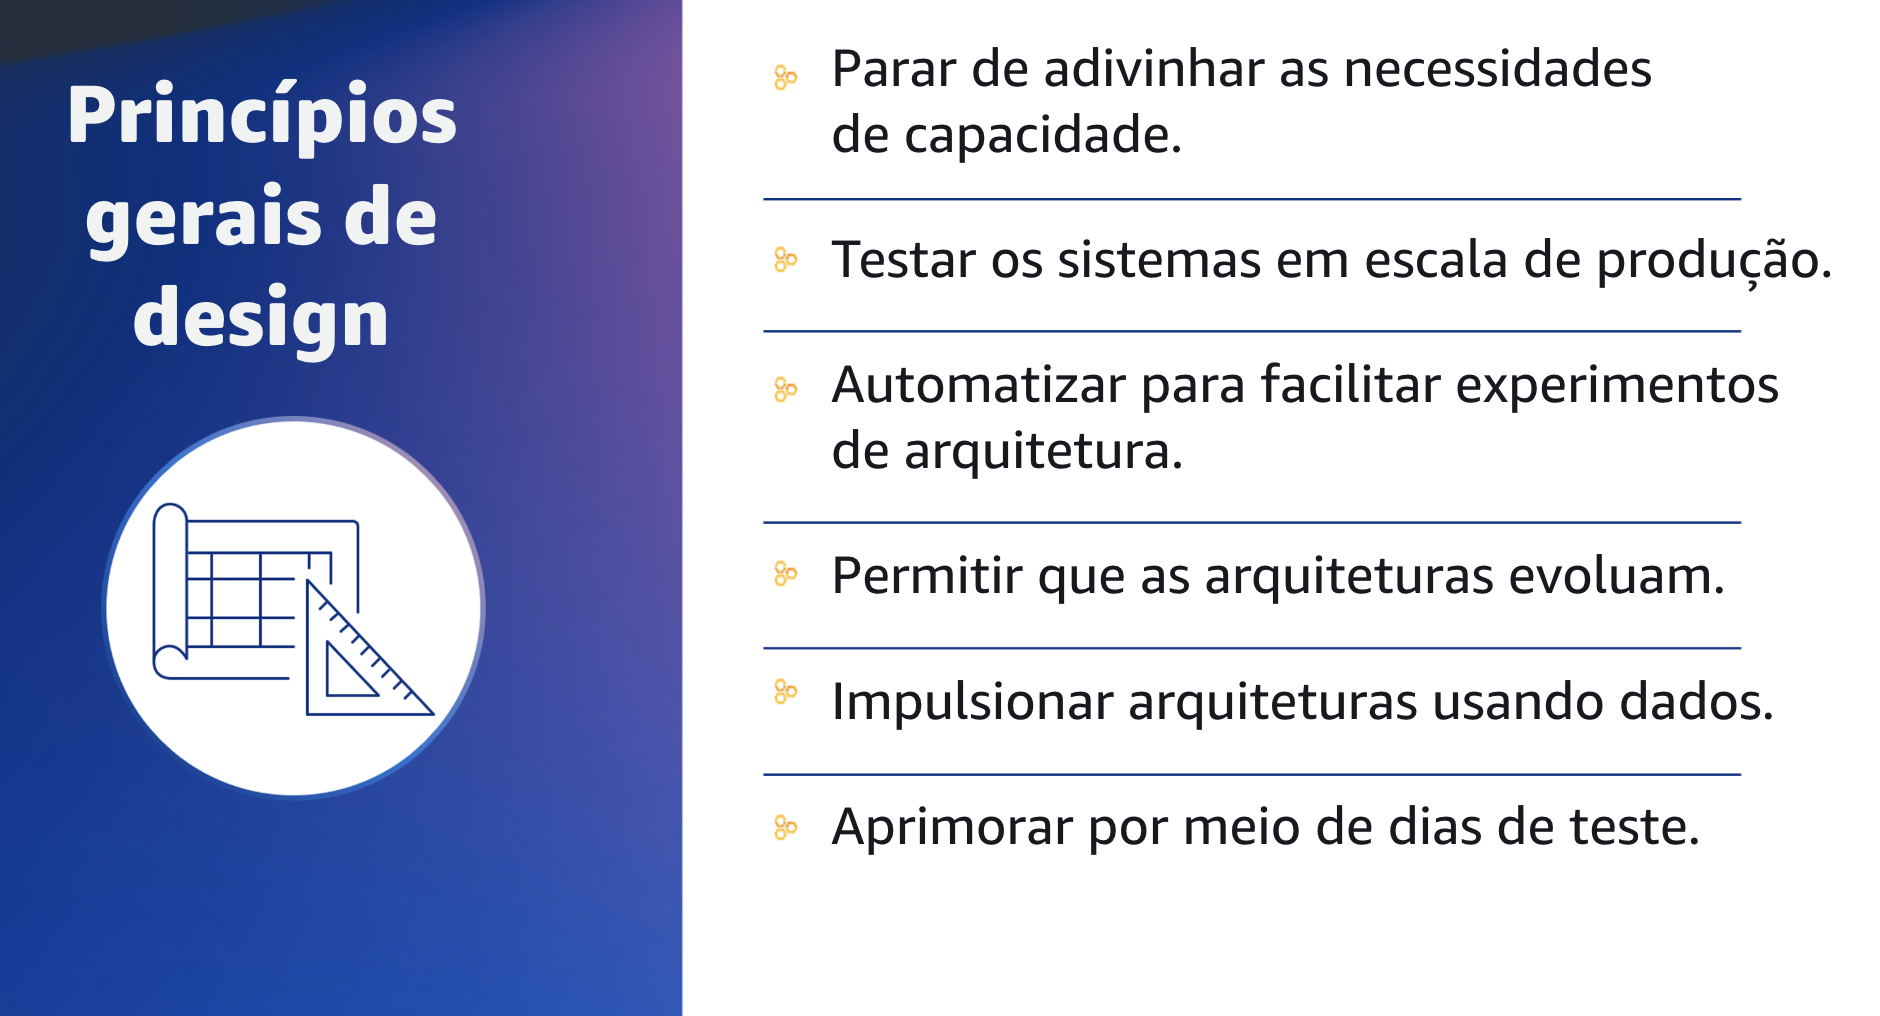 Princípios
gerais de
design
Parar de adivinhar as necessidades
de capacidade.
Testar os sistemas em escala de produção.
Automatizar para facilitar experimentos
de arquitetura.
Permitir que as arquiteturas evoluam.
Impulsionar arquiteturas usando dados.
Aprimorar por meio de dias de teste.